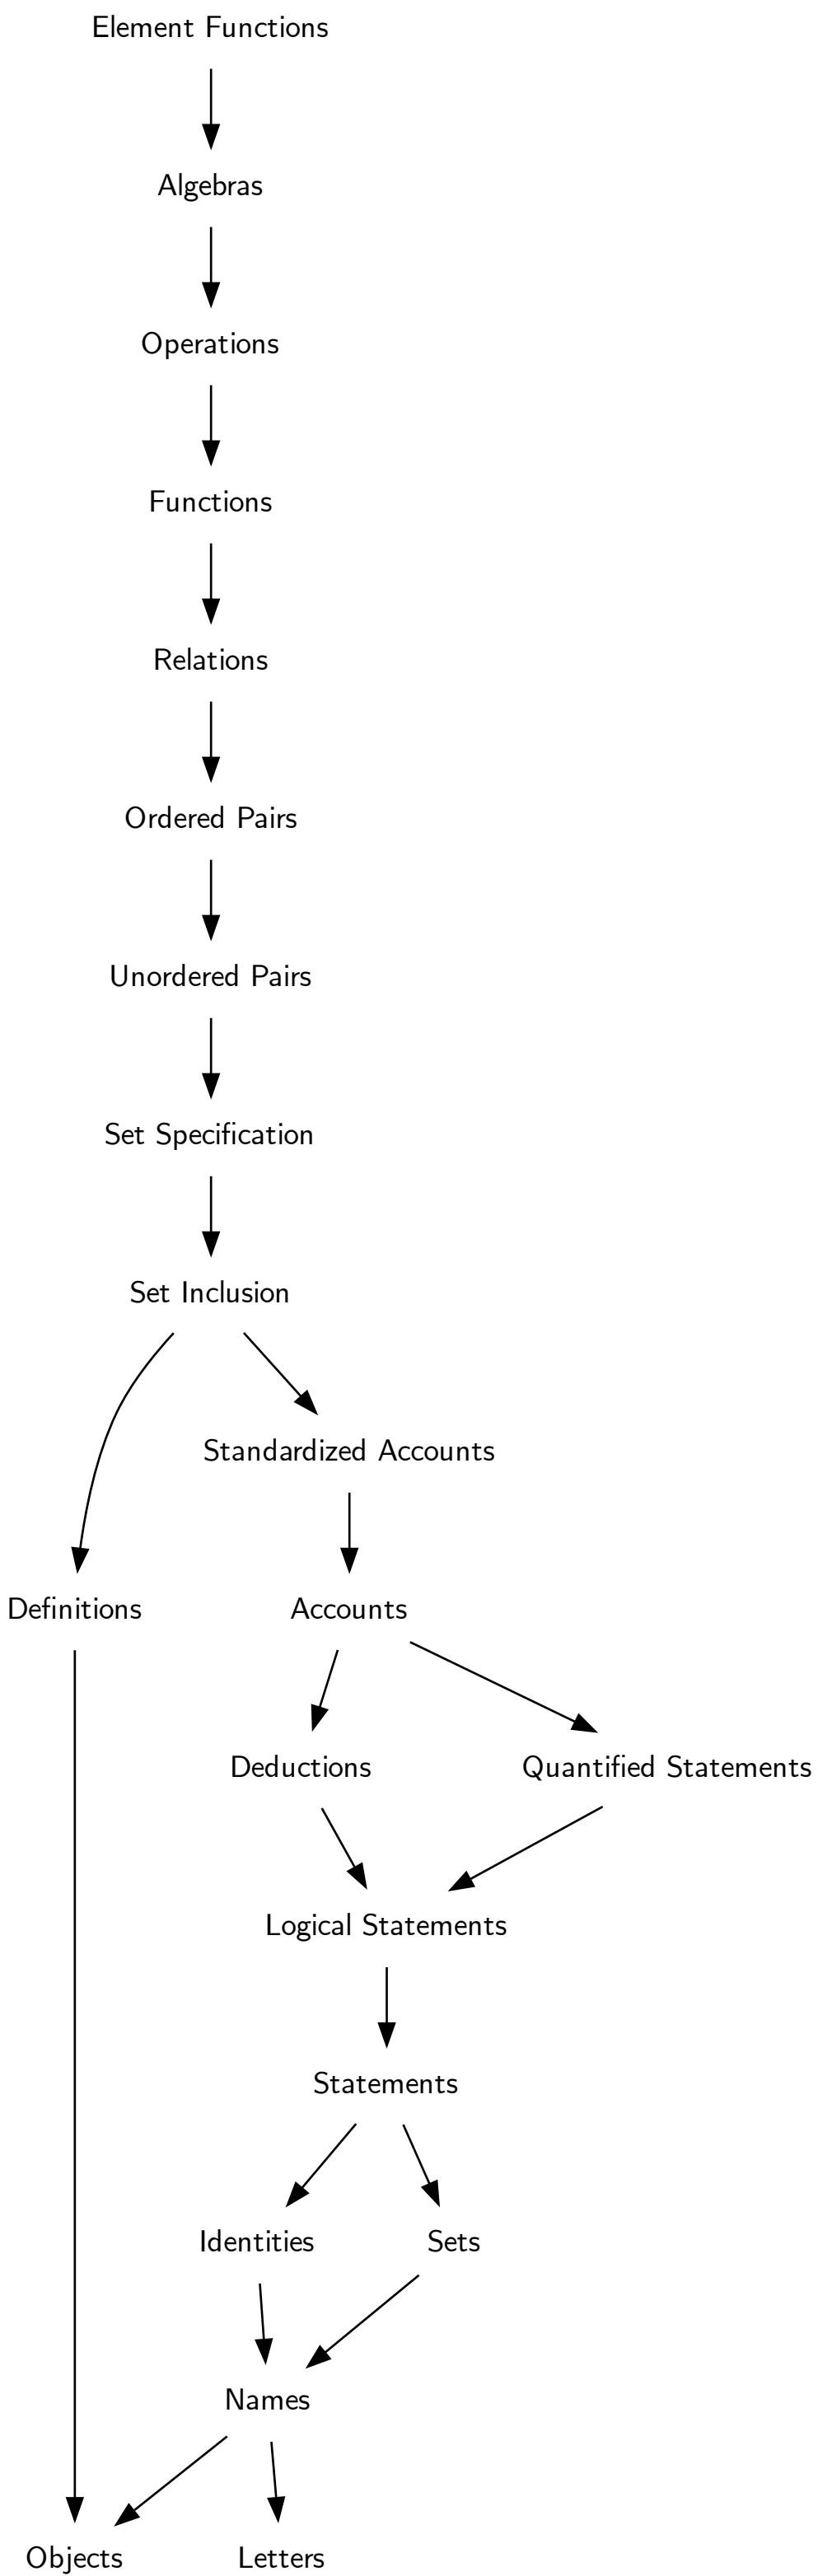 Element Functions
Algebras
Operations
Functions
Relations
Ordered Pairs
Unordered Pairs
Set Specification
Set Inclusion
Standardized Accounts
Definitions
Accounts
Deductions
Quantified Statements
Logical Statements
Statements
Identities
Sets
Names
Objects
Letters